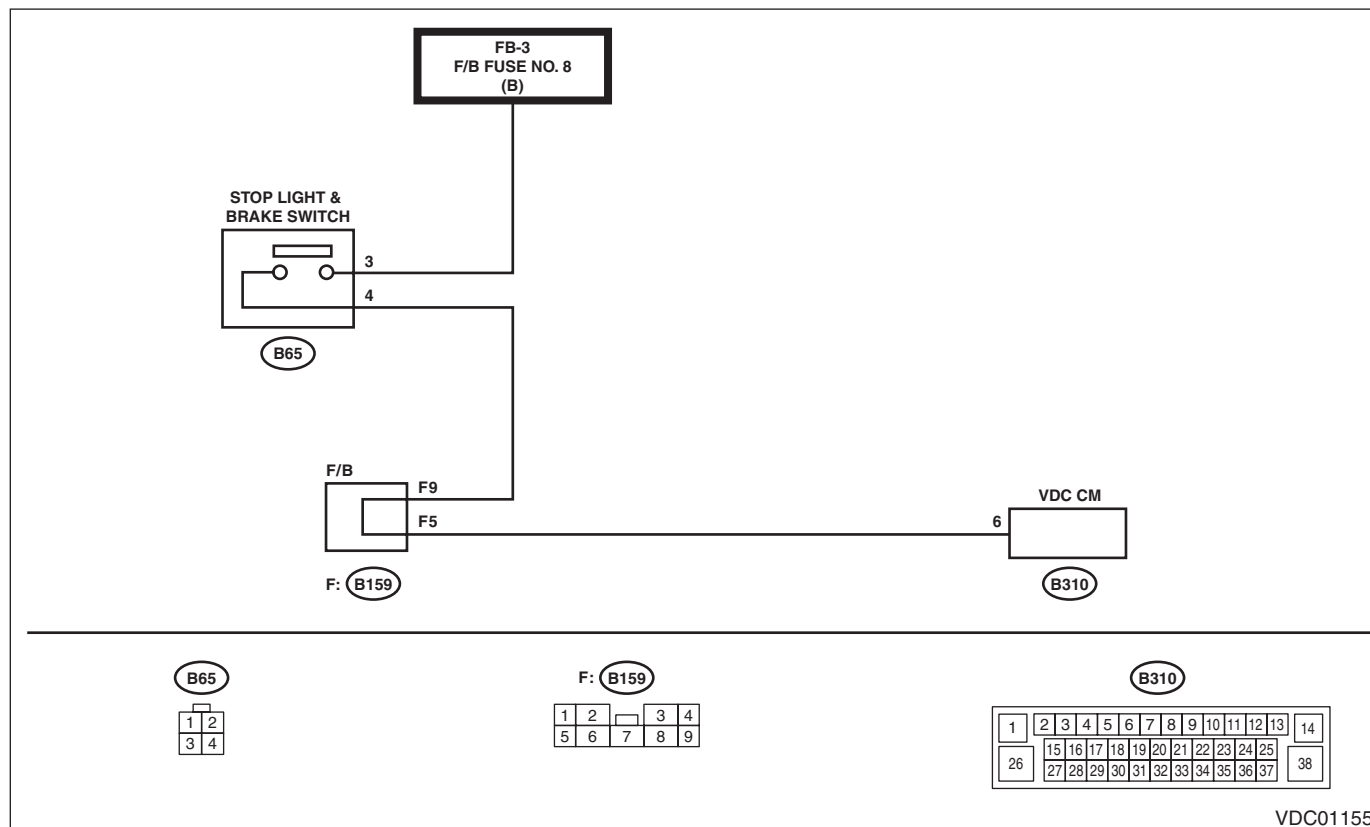 FB-3
F/B FUSE NO. 8
(B)
STOP LIGHT &
BRAKE SWITCH
3
4
B65
F/B
F9
F5
F: B159
VDC CM
6
B310
B65
1 2
3 4
F: B159
1 2 3 4
5 6 7 8 9
B310
1 2 3 4 5 6 7 8 9 10 11 12 13 14
15 16 17 18 19 20 21 22 23 24 25
26 27 28 29 30 31 32 33 34 35 36 37 38
VDC01155